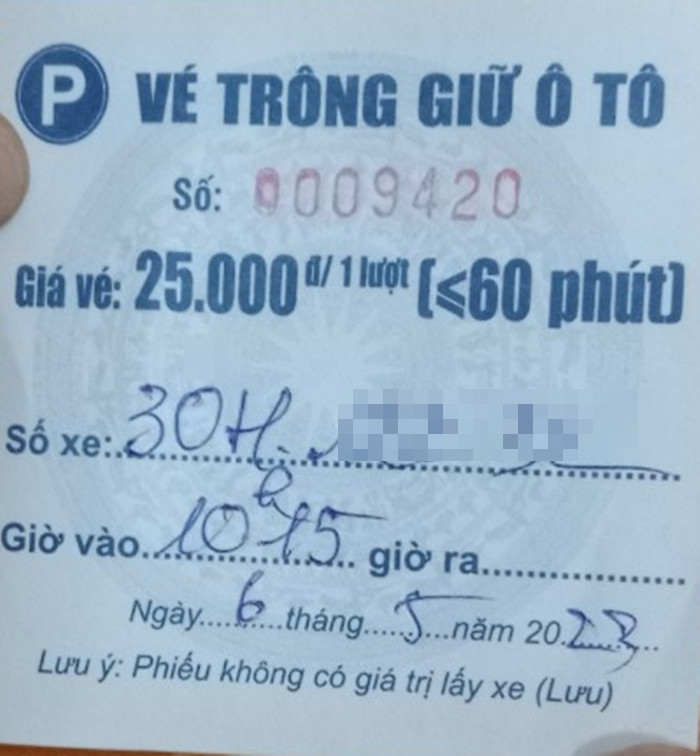 P VÉ TRÔNG GIỮ Ô TÔ
Số: 0009420
Giá vé: 25.000 đ/ 1 lượt (≤60 phút)
Số xe: 30H.
Giờ vào 10h15 giờ ra
Ngày 6 tháng 5 năm 2023
Lưu ý: Phiếu không có giá trị lấy xe (Lưu)